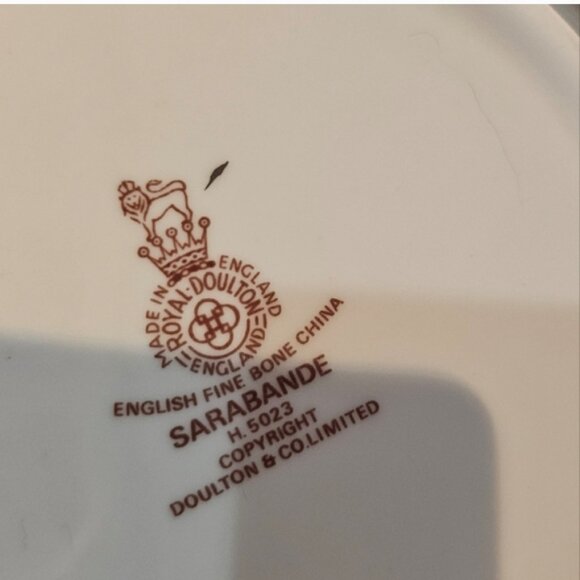 MADE IN ENGLAND
ROYAL·DOULTON
ENGLAND
ENGLISH FINE BONE CHINA
SARABANDE
H. 5023
COPYRIGHT
DOULTON & CO.LIMITED